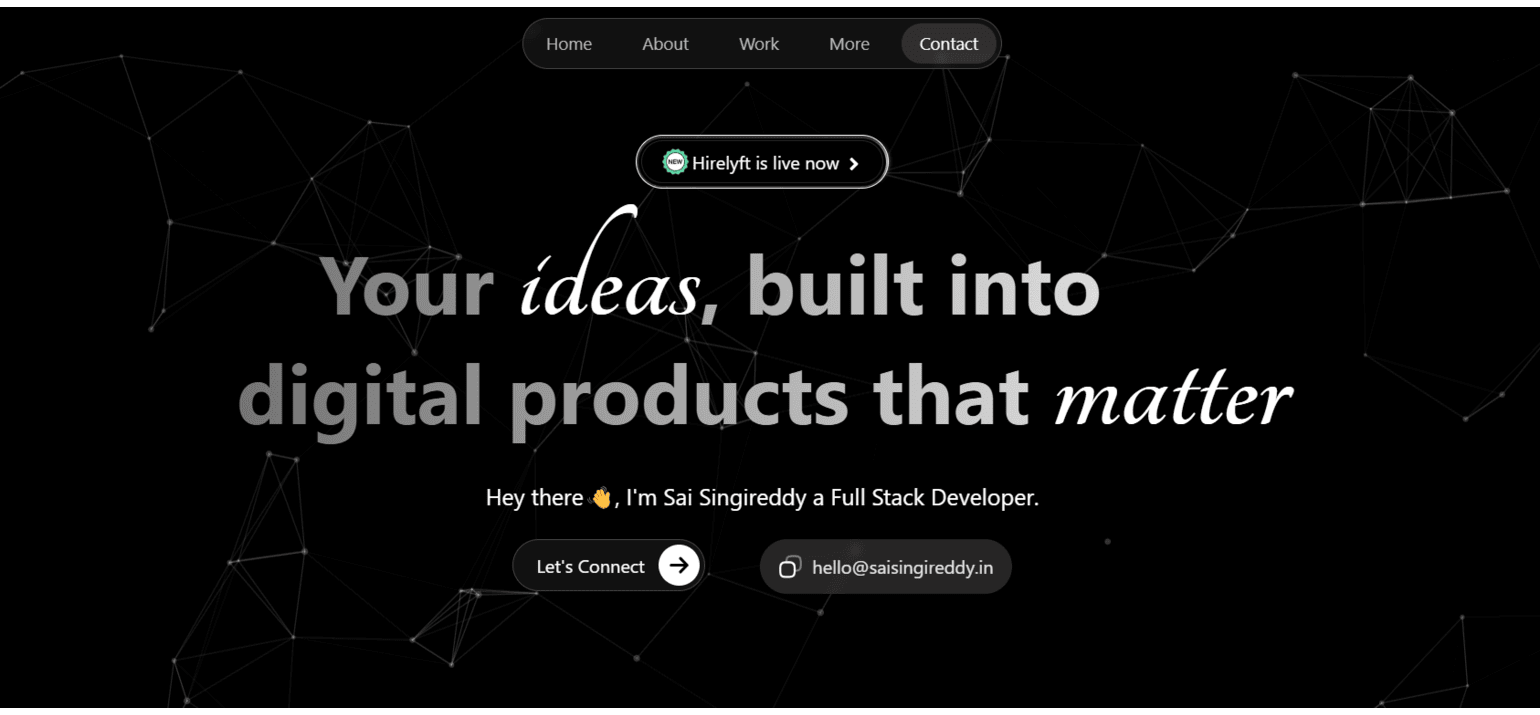 Home About Work More Contact
NEW Hirelyft is live now
Your ideas, built into
digital products that matter
Hey there 👋, I'm Sai Singireddy a Full Stack Developer.
Let's Connect hello@saisingireddy.in